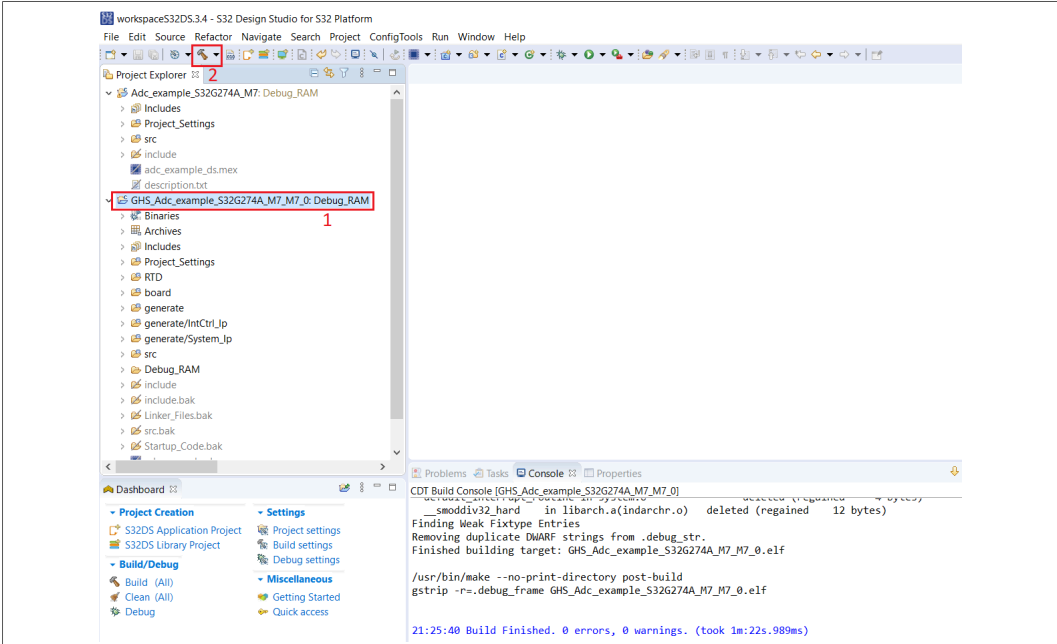 workspaceS32DS.3.4 - S32 Design Studio for S32 Platform
File Edit Source Refactor Navigate Search Project ConfigTools Run Window Help
Project Explorer
2
Adc_example_S32G274A_M7: Debug_RAM
Includes
Project_Settings
src
include
adc_example_ds.mex
description.txt
GHS_Adc_example_S32G274A_M7_M7_0: Debug_RAM
1
Binaries
Archives
Includes
Project_Settings
RTD
board
generate
generate/IntCtrl_Ip
generate/System_Ip
src
Debug_RAM
include
include.bak
Linker_Files.bak
src.bak
Startup_Code.bak
Dashboard
Project Creation
S32DS Application Project
S32DS Library Project
Build/Debug
Build (All)
Clean (All)
Debug
Settings
Project settings
Build settings
Debug settings
Miscellaneous
Getting Started
Quick access
Problems Tasks Console Properties
CDT Build Console [GHS_Adc_example_S32G274A_M7_M7_0]
__smoddiv32_hard in libarch.a(indarchr.o) deleted (regained 12 bytes)
Finding Weak Fixtype Entries
Removing duplicate DWARF strings from .debug_str.
Finished building target: GHS_Adc_example_S32G274A_M7_M7_0.elf
/usr/bin/make --no-print-directory post-build
gstrip -r=.debug_frame GHS_Adc_example_S32G274A_M7_M7_0.elf
21:25:40 Build Finished. 0 errors, 0 warnings. (took 1m:22s.989ms)